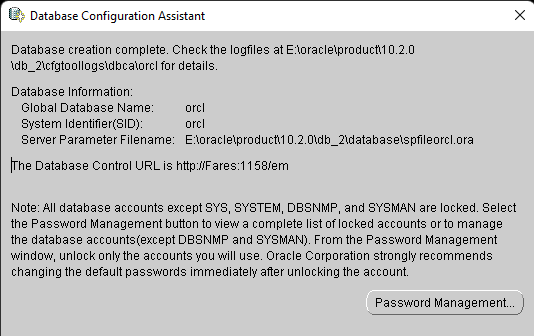 Database Configuration Assistant
Database creation complete. Check the logfiles at E:\oracle\product\10.2.0
\db_2\cfgtoollogs\dbca\orcl for details.
Database Information:
Global Database Name: orcl
System Identifier(SID): orcl
Server Parameter Filename: E:\oracle\product\10.2.0\db_2\database\spfileorcl.ora
The Database Control URL is http://Fares:1158/em
Note: All database accounts except SYS, SYSTEM, DBSNMP, and SYSMAN are locked. Select
the Password Management button to view a complete list of locked accounts or to manage
the database accounts(except DBSNMP and SYSMAN). From the Password Management
window, unlock only the accounts you will use. Oracle Corporation strongly recommends
changing the default passwords immediately after unlocking the account.
Password Management...